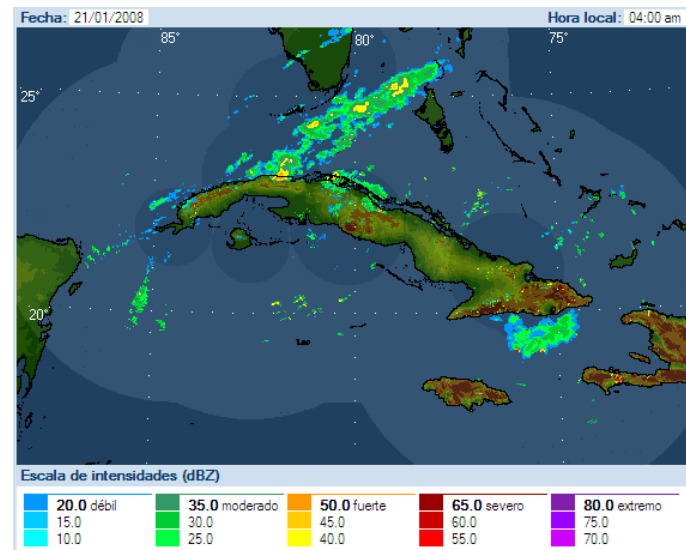 Fecha: 21/01/2008 Hora local: 04:00 am
85° 80° 75°
25°
20°
Escala de intensidades (dBZ)
20.0 débil 35.0 moderado 50.0 fuerte 65.0 severo 80.0 extremo
15.0 30.0 45.0 60.0 75.0
10.0 25.0 40.0 55.0 70.0